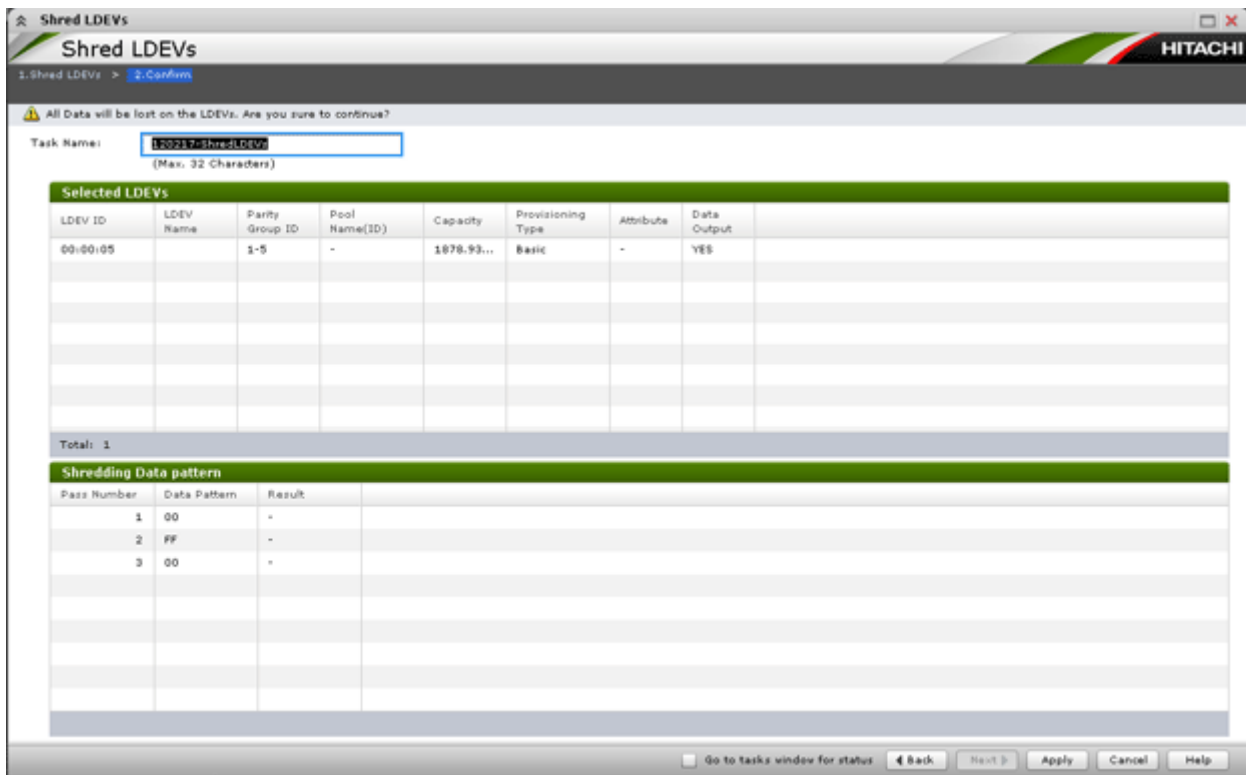 Shred LDEVs
Shred LDEVs
HITACHI
1.Shred LDEVs > 2.Confirm
All Data will be lost on the LDEVs. Are you sure to continue?
Task Name: 120217-ShredLDEVs
(Max. 32 Characters)
Selected LDEVs
LDEV ID LDEV Name Parity Group ID Pool Name(ID) Capacity Provisioning Type Attribute Data Output
00:00:05 1-5 - 1878.93... Basic - YES
Total: 1
Shredding Data pattern
Pass Number Data Pattern Result
1 00 -
2 FF -
3 00 -
Go to tasks window for status Back Next Apply Cancel Help